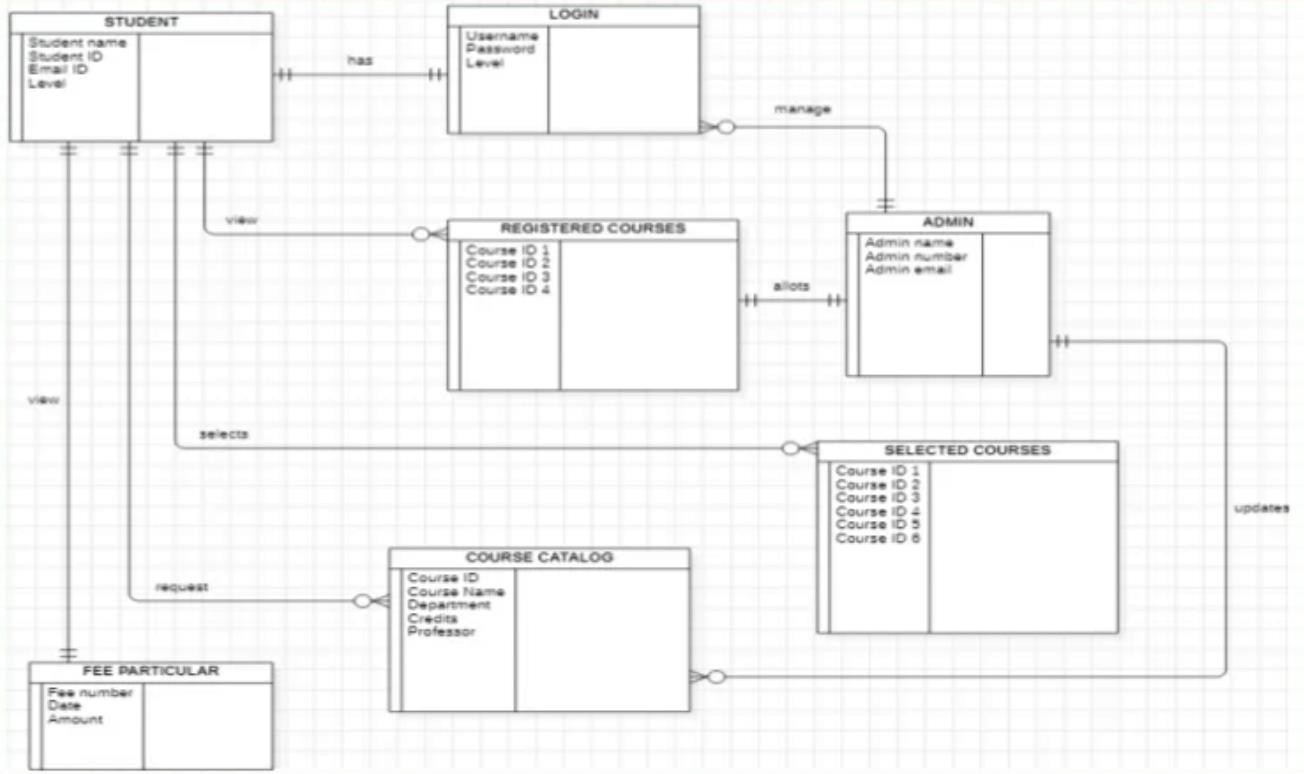 STUDENT
Student name
Student ID
Email ID
Level
LOGIN
Username
Password
Level
has
manage
view
REGISTERED COURSES
Course ID 1
Course ID 2
Course ID 3
Course ID 4
allots
ADMIN
Admin name
Admin number
Admin email
view
selects
SELECTED COURSES
Course ID 1
Course ID 2
Course ID 3
Course ID 4
Course ID 5
Course ID 6
updates
request
COURSE CATALOG
Course ID
Course Name
Department
Credits
Professor
FEE PARTICULAR
Fee number
Date
Amount